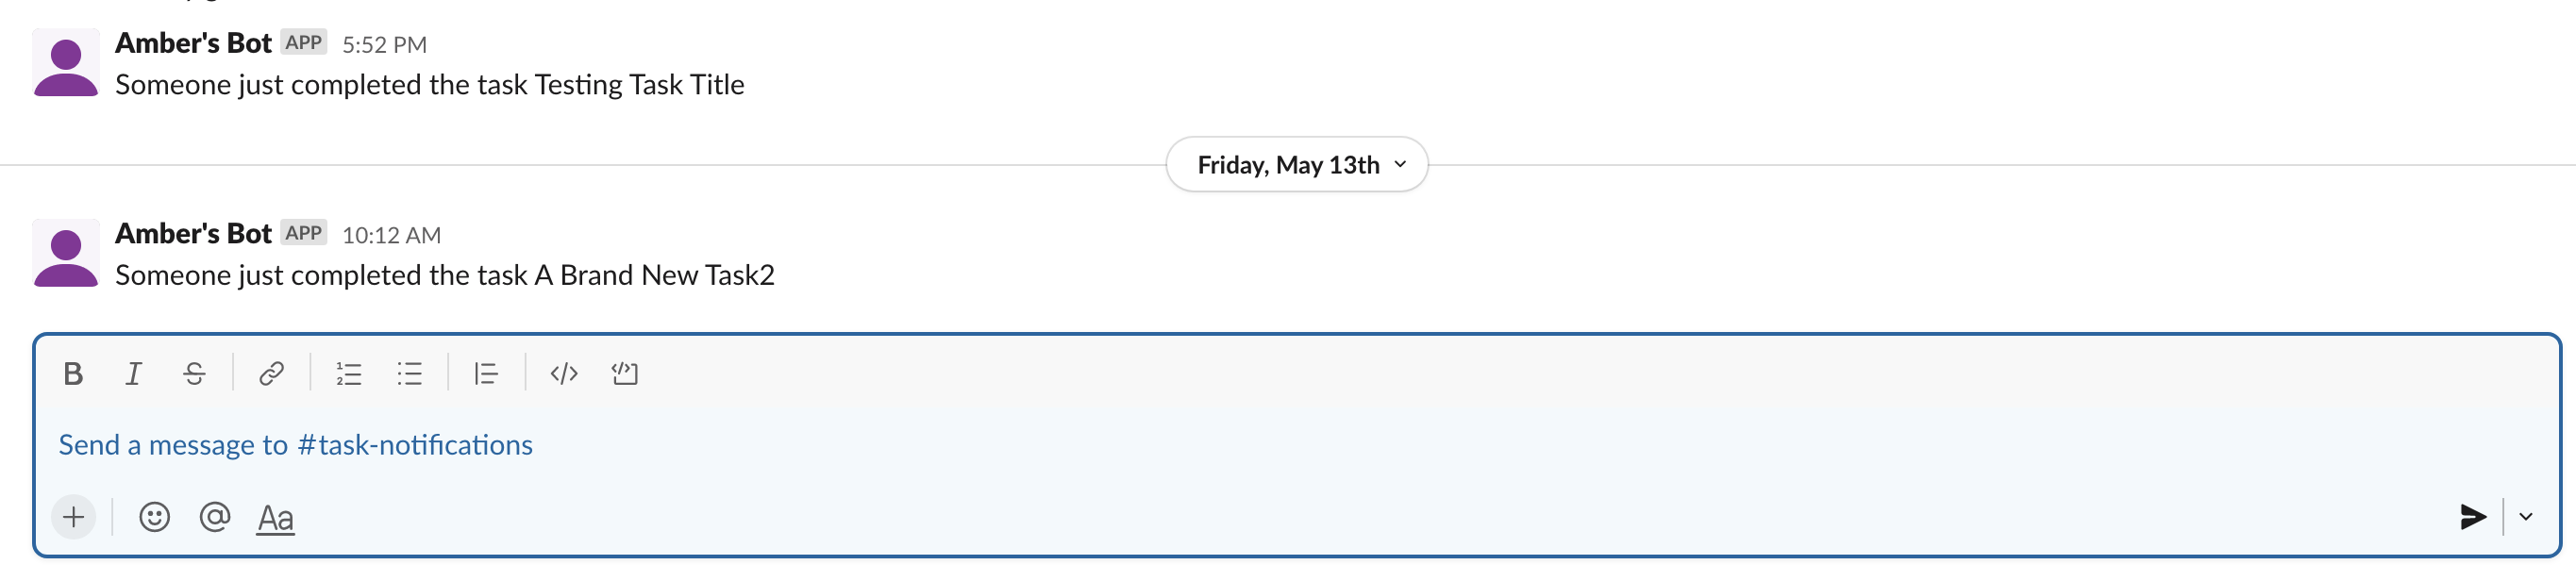 Amber's Bot APP 5:52 PM
Someone just completed the task Testing Task Title
Friday, May 13th
Amber's Bot APP 10:12 AM
Someone just completed the task A Brand New Task2
Send a message to #task-notifications
Aa